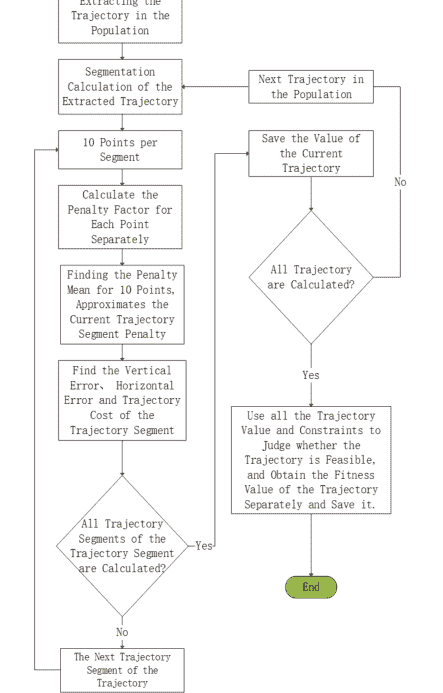 Extracting the
Trajectory in the
Population
Segmentation
Calculation of the
Extracted Trajectory
10 Points per
Segment
Calculate the
Penalty Factor for
Each Point
Separately
Finding the Penalty
Mean for 10 Points,
Approximates the
Current Trajectory
Segment Penalty
Find the Vertical
Error、 Horizontal
Error and Trajectory
Cost of the
Trajectory Segment
All Trajectory
Segments of the
Trajectory Segment
are Calculated?
Yes
No
The Next Trajectory
Segment of the
Trajectory
Next Trajectory in
the Population
Save the Value of
the Current
Trajectory
No
All Trajectory
are Calculated?
Yes
Use all the Trajectory
Value and Constraints to
Judge whether the
Trajectory is Feasible,
and Obtain the Fitness
Value of the Trajectory
Separately and Save it.
End